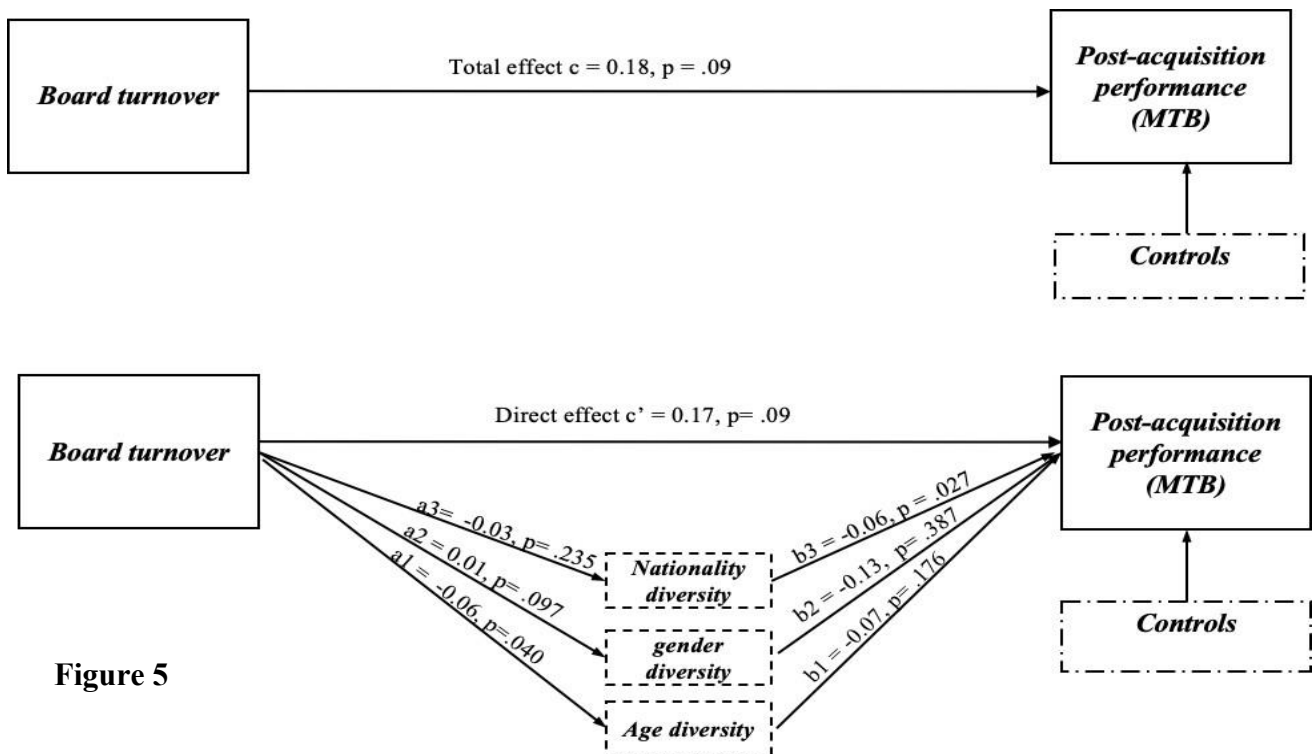 Board turnover
Total effect c = 0.18, p = .09
Post-acquisition
performance
(MTB)
Controls
Board turnover
Direct effect c’ = 0.17, p= .09
Post-acquisition
performance
(MTB)
a3= -0.03, p= .235
a2 = 0.01, p=.097
a1 = -0.06, p=.040
Nationality
diversity
gender
diversity
Age diversity
b3 = -0.06, p = .027
b2 = -0.13, p= .387
b1 = -0.07, p= .176
Controls
Figure 5